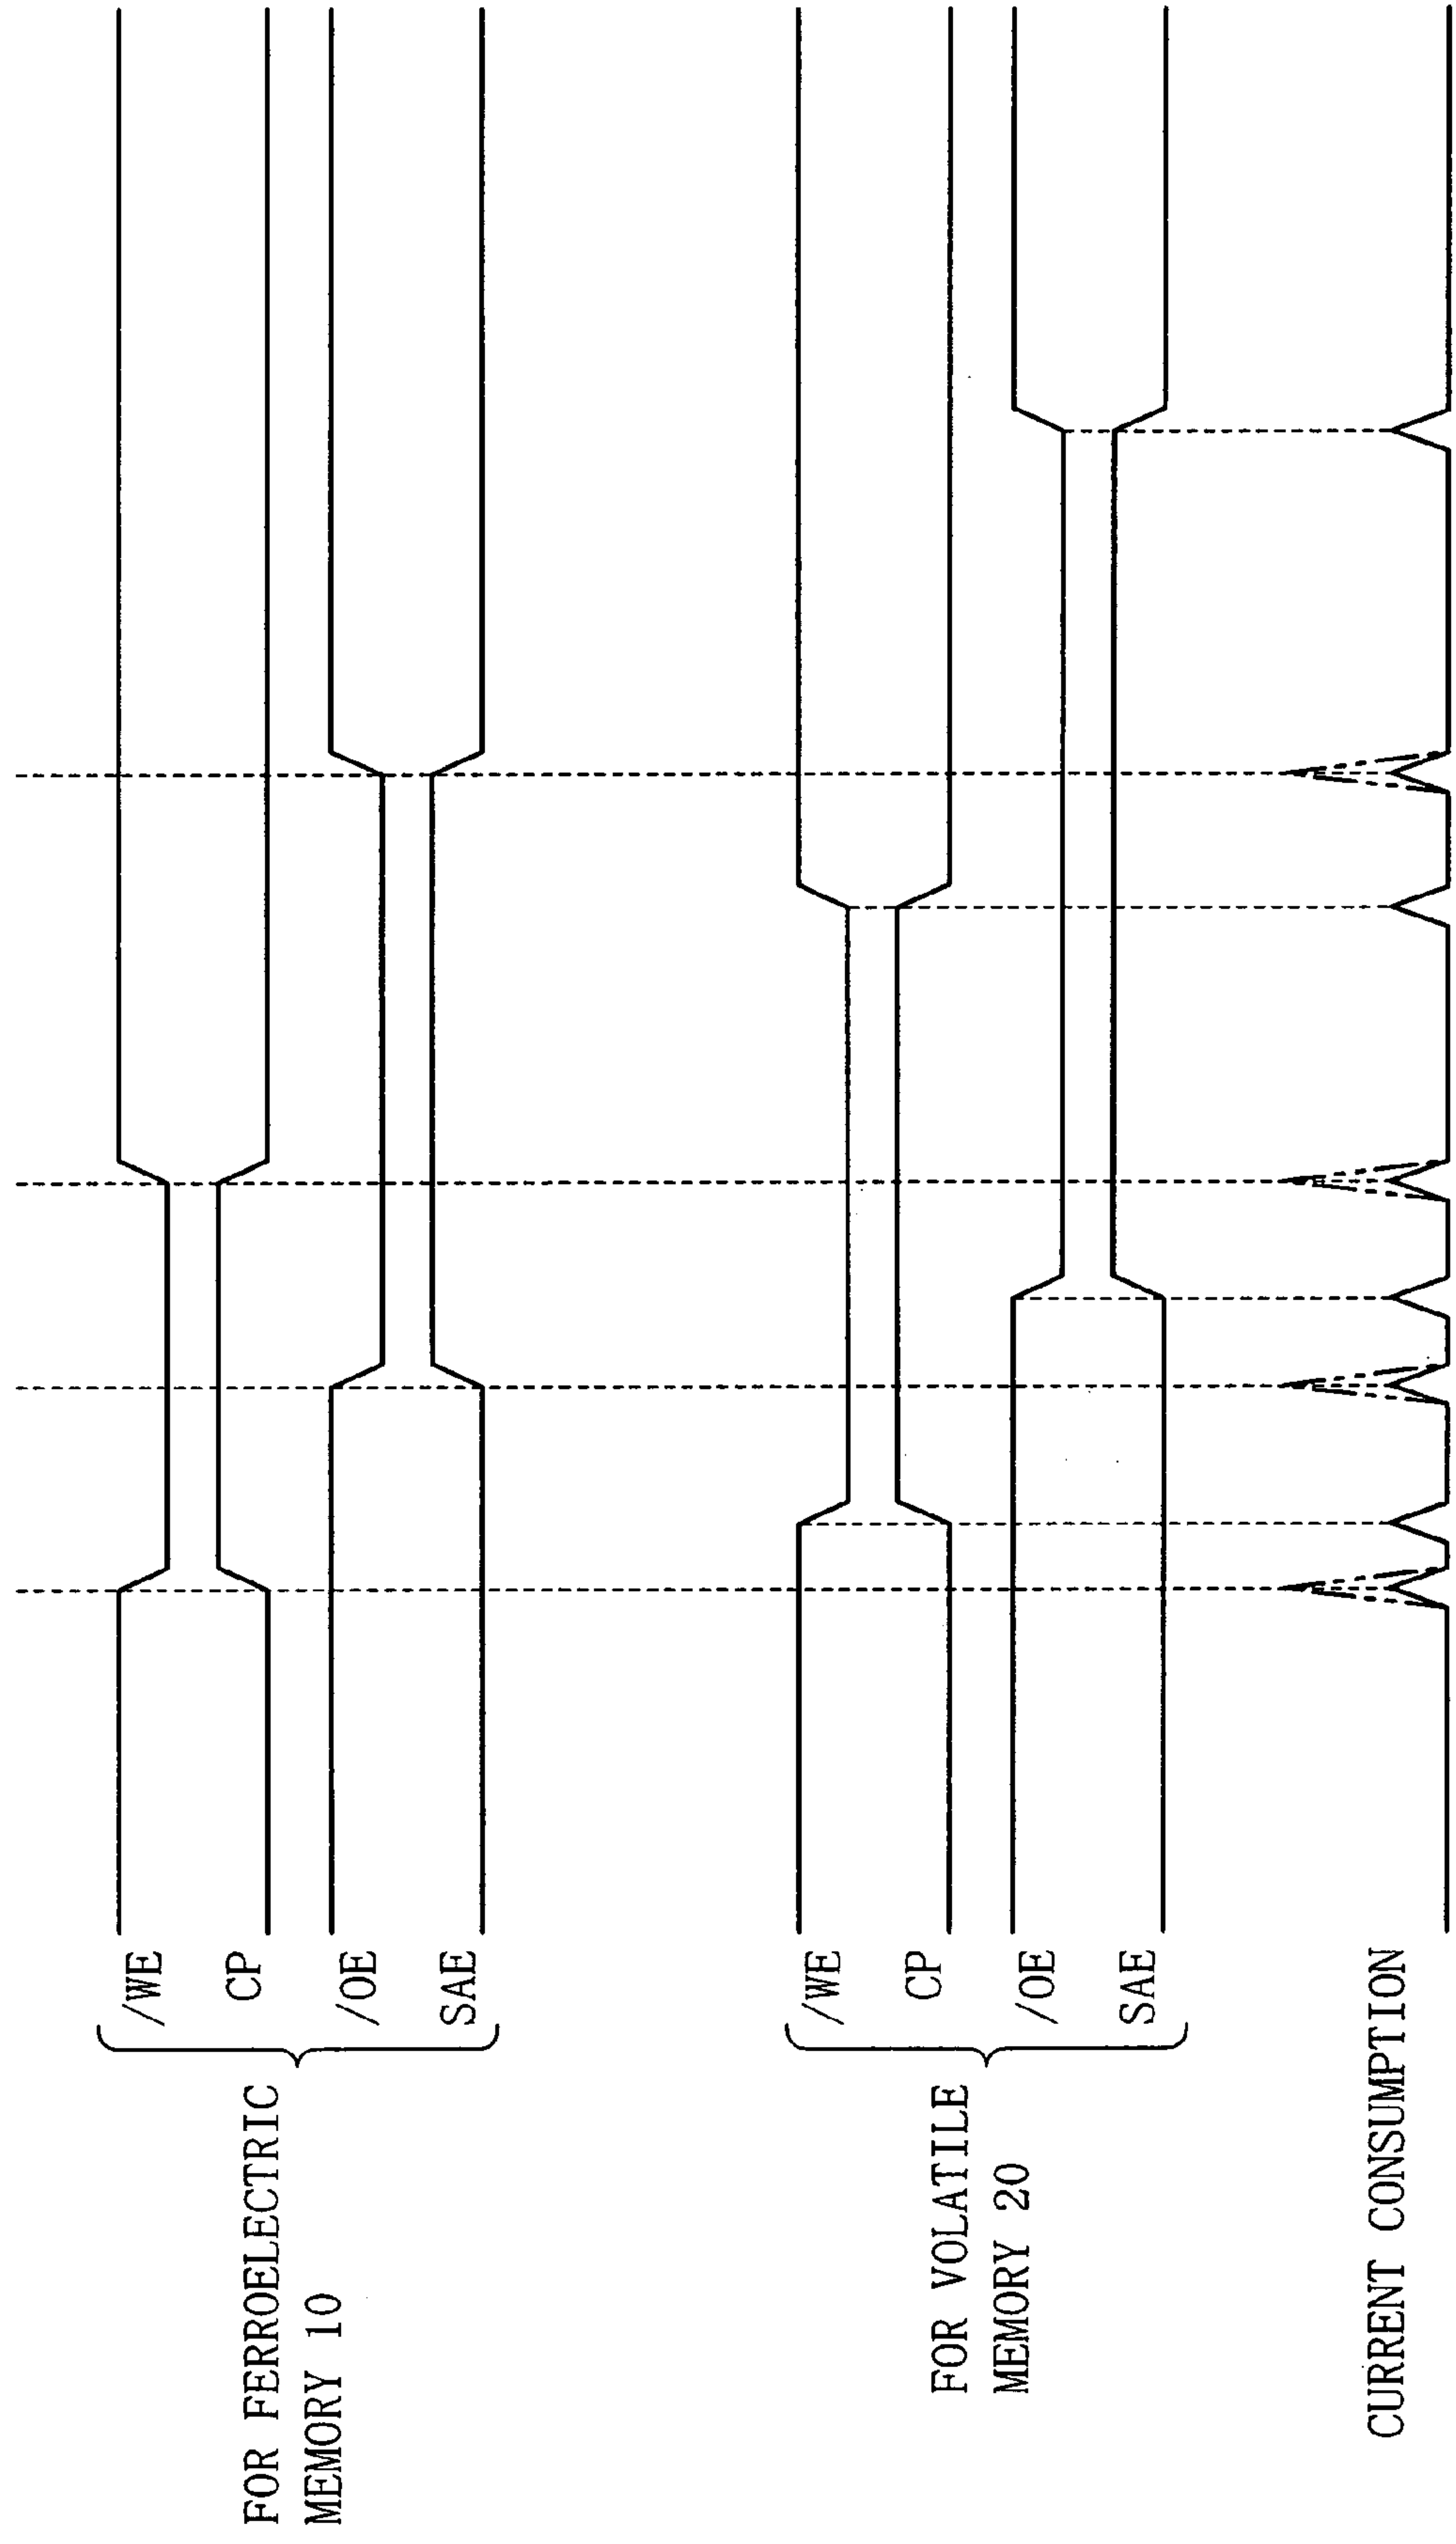 FOR FERROELECTRIC
MEMORY 10
/WE
CP
/OE
SAE
FOR VOLATILE
MEMORY 20
/WE
CP
/OE
SAE
CURRENT CONSUMPTION